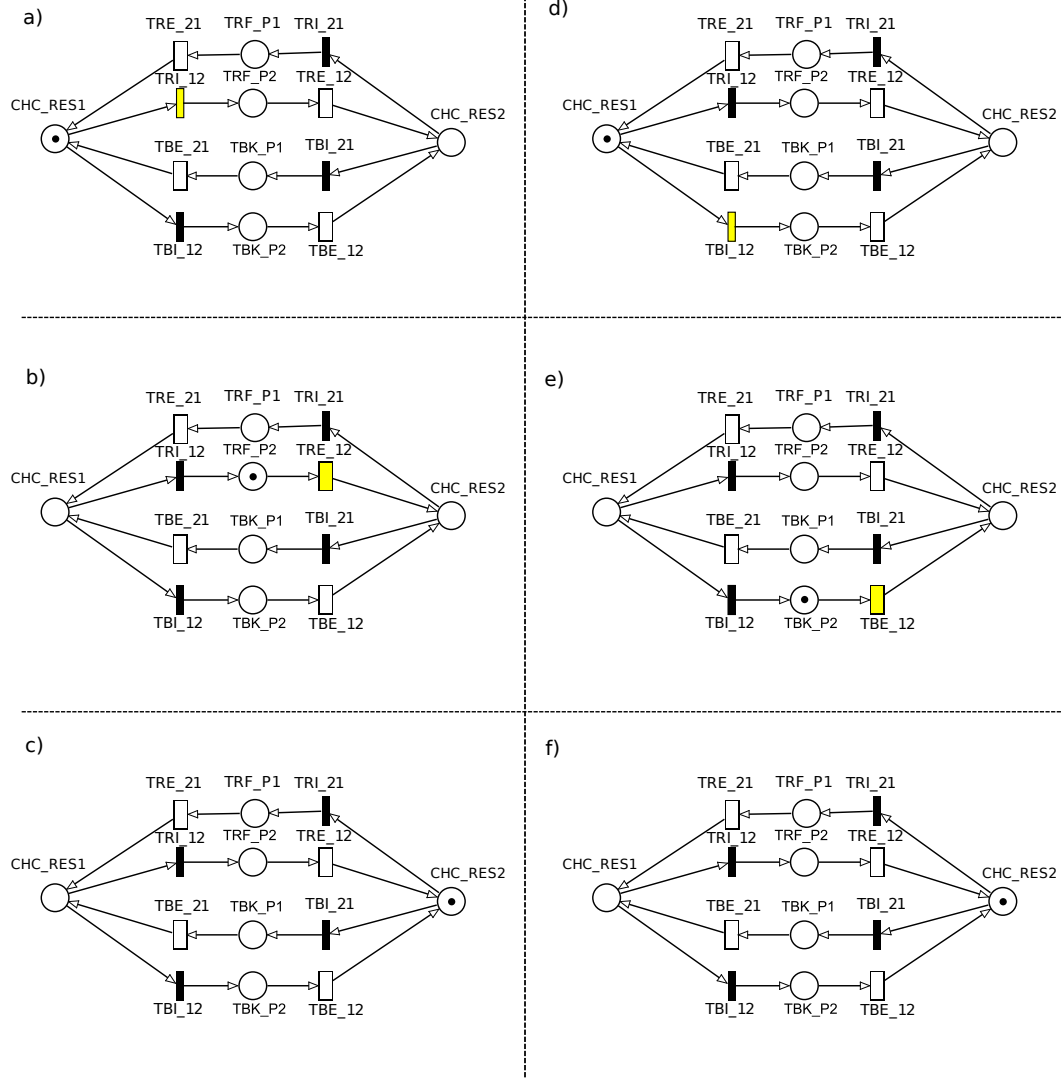 a)
TRE_21 TRF_P1 TRI_21
TRI_12 TRF_P2 TRE_12
CHC_RES1 CHC_RES2
TBE_21 TBK_P1 TBI_21
TBI_12 TBK_P2 TBE_12
d)
TRE_21 TRF_P1 TRI_21
TRI_12 TRF_P2 TRE_12
CHC_RES1 CHC_RES2
TBE_21 TBK_P1 TBI_21
TBI_12 TBK_P2 TBE_12
b)
TRE_21 TRF_P1 TRI_21
TRI_12 TRF_P2 TRE_12
CHC_RES1 CHC_RES2
TBE_21 TBK_P1 TBI_21
TBI_12 TBK_P2 TBE_12
e)
TRE_21 TRF_P1 TRI_21
TRI_12 TRF_P2 TRE_12
CHC_RES1 CHC_RES2
TBE_21 TBK_P1 TBI_21
TBI_12 TBK_P2 TBE_12
c)
TRE_21 TRF_P1 TRI_21
TRI_12 TRF_P2 TRE_12
CHC_RES1 CHC_RES2
TBE_21 TBK_P1 TBI_21
TBI_12 TBK_P2 TBE_12
f)
TRE_21 TRF_P1 TRI_21
TRI_12 TRF_P2 TRE_12
CHC_RES1 CHC_RES2
TBE_21 TBK_P1 TBI_21
TBI_12 TBK_P2 TBE_12